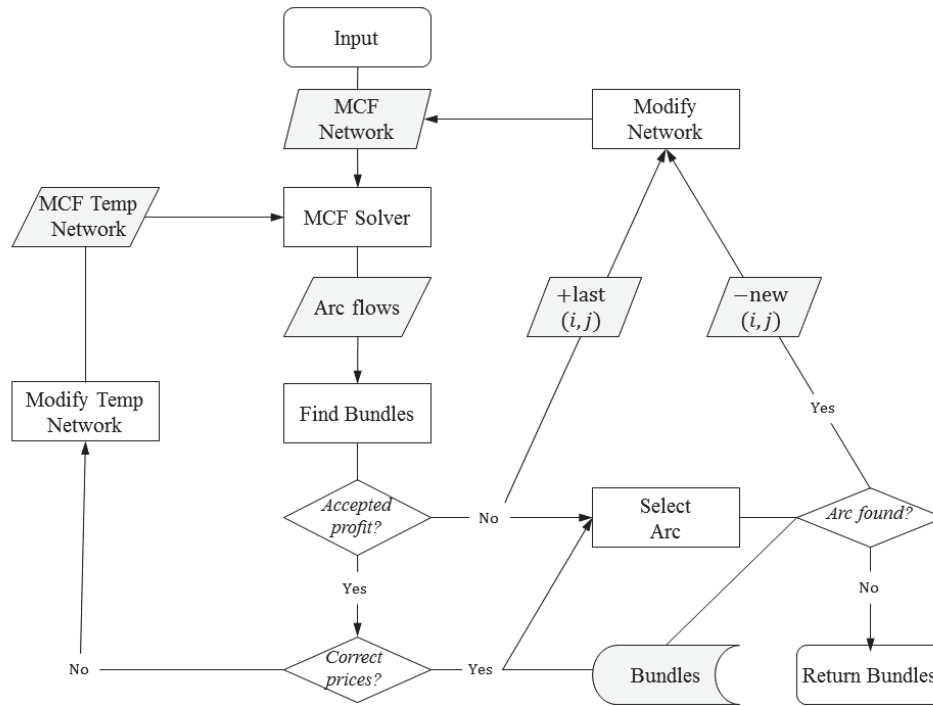 Input
MCF
Network
Modify
Network
MCF Temp
Network
MCF Solver
Arc flows
+last
(i, j)
−new
(i, j)
Modify Temp
Network
Find Bundles
Yes
Accepted
profit?
No
Select
Arc
Arc found?
Yes
No
No
Correct
prices?
Yes
Bundles
Return Bundles